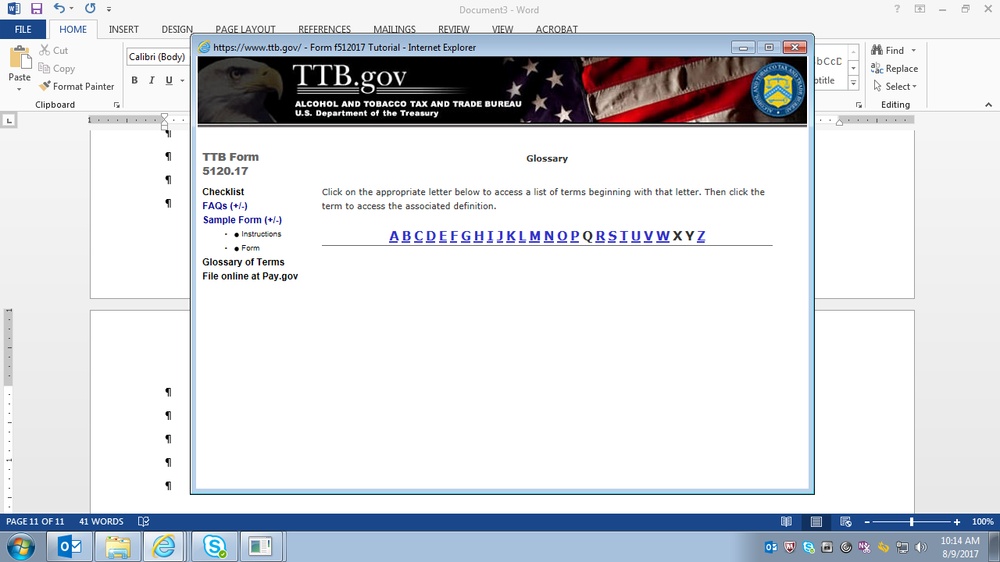 Document3 - Word
FILE HOME INSERT DESIGN PAGE LAYOUT REFERENCES MAILINGS REVIEW VIEW ACROBAT
https://www.ttb.gov/ - Form f512017 Tutorial - Internet Explorer
Paste
Cut
Copy
Format Painter
Clipboard
Calibri (Body)
B I U
Find
Replace
Select
Editing
TTB.gov
ALCOHOL AND TOBACCO TAX AND TRADE BUREAU
U.S. Department of the Treasury
TTB Form
5120.17
Checklist
FAQs (+/-)
Sample Form (+/-)
• ● Instructions
• ● Form
Glossary of Terms
File online at Pay.gov
Glossary
Click on the appropriate letter below to access a list of terms beginning with that letter. Then click the
term to access the associated definition.
A B C D E F G H I J K L M N O P Q R S T U V W X Y Z
PAGE 11 OF 11 41 WORDS
100%
10:14 AM
8/9/2017